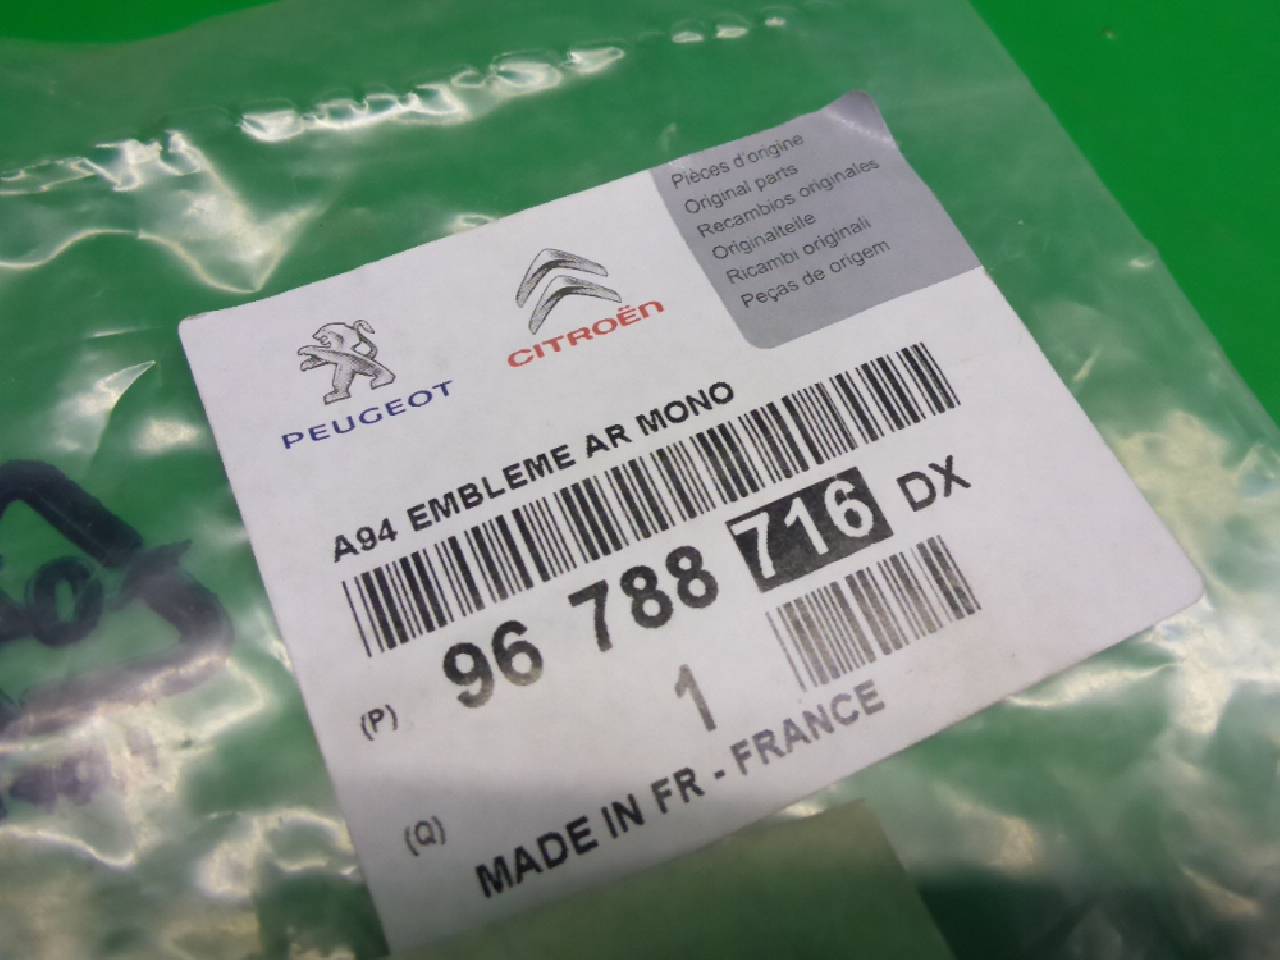 PEUGEOT
CITROËN
Pièces d'origine
Original parts
Recambios originales
Originalteile
Ricambi originali
Peças de origem
A94 EMBLEME AR MONO
(P) 96 788 716 DX
(Q) 1
MADE IN FR - FRANCE